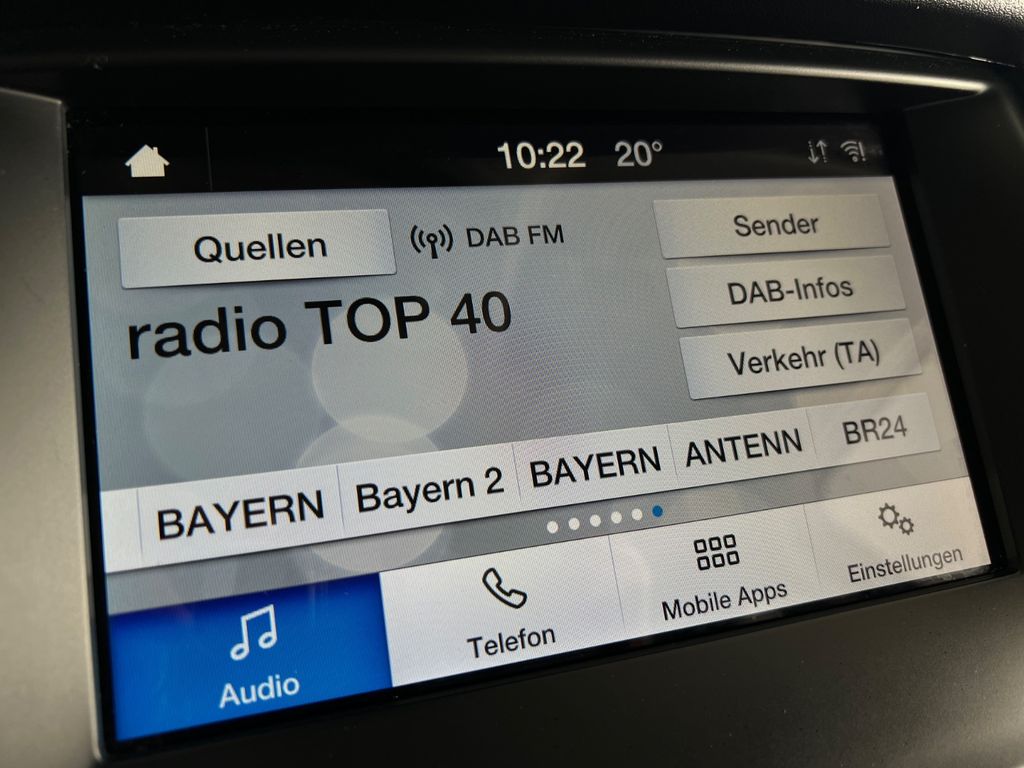 10:22 20°
Quellen DAB FM Sender
DAB-Infos
radio TOP 40
Verkehr (TA)
BAYERN Bayern 2 BAYERN ANTENN BR24
Audio Telefon Mobile Apps Einstellungen